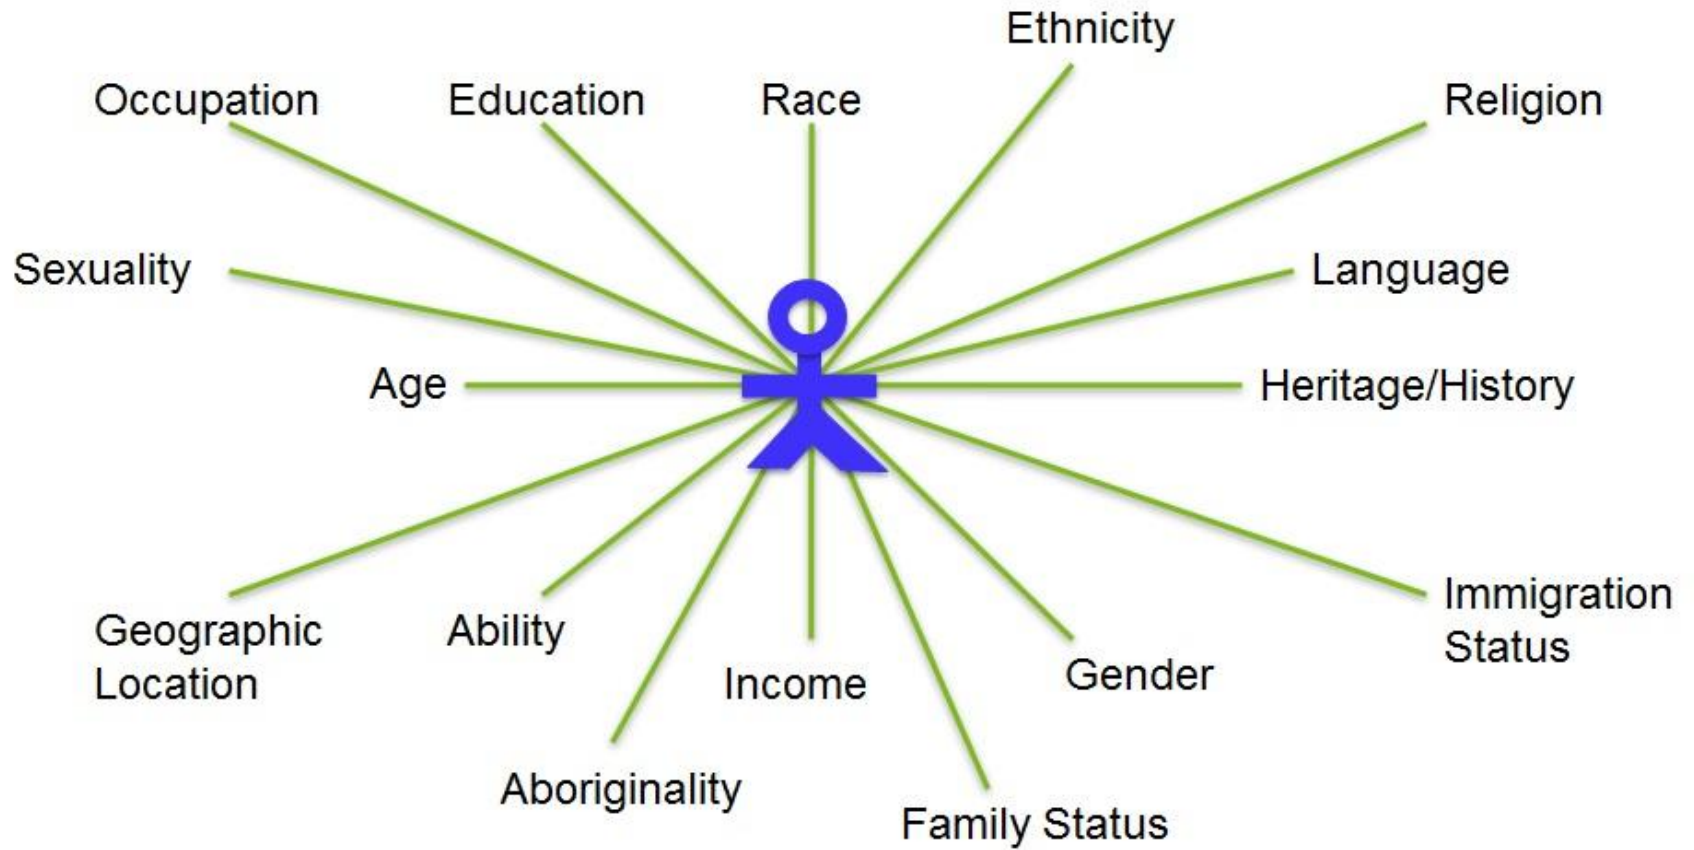 Ethnicity
Occupation
Education
Race
Religion
Sexuality
Language
Age
Heritage/History
Geographic
Location
Ability
Income
Gender
Immigration
Status
Aboriginality
Family Status